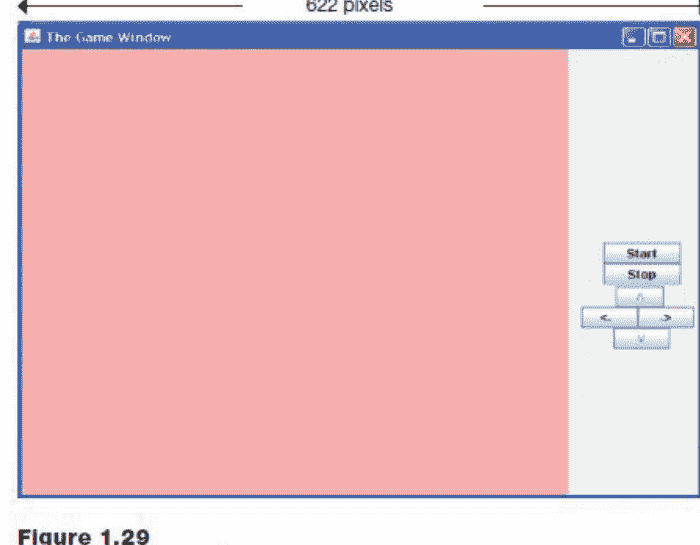 622 pixels
The Game Window
Start
Stop
^
< >
v
Figure 1.29